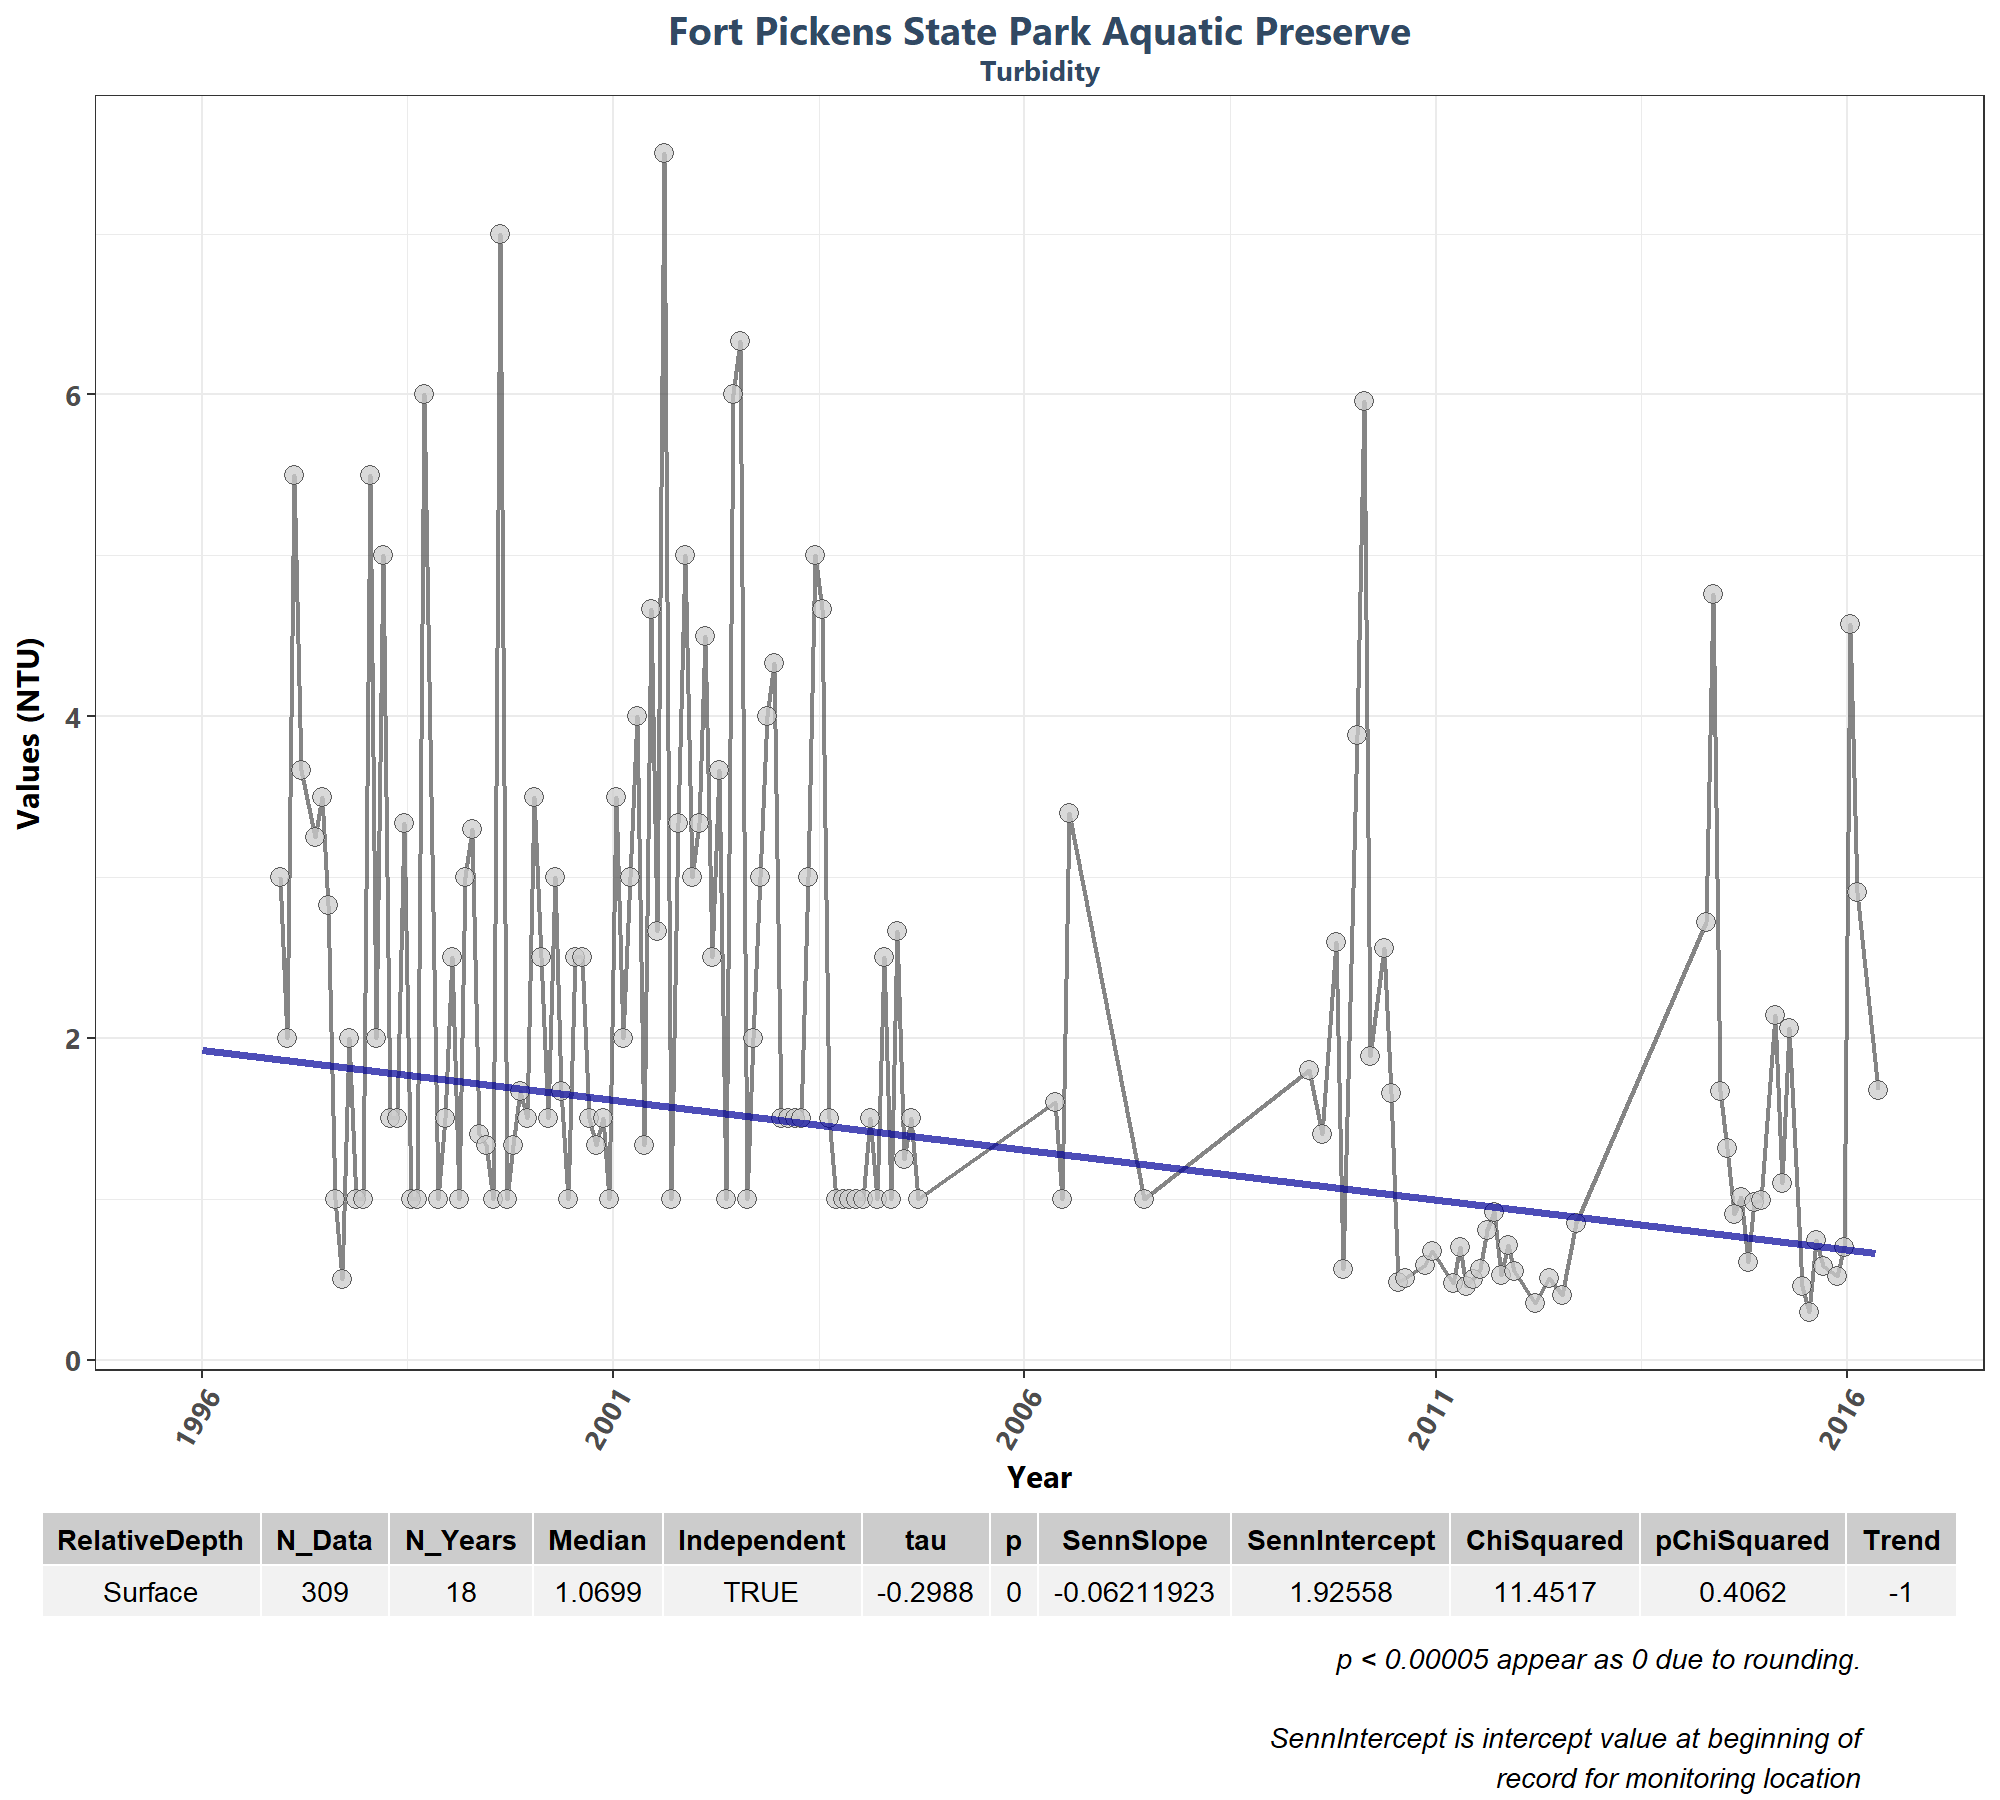 Fort Pickens State Park Aquatic Preserve
Turbidity
Values (NTU)
6
4
2
0
1996 2001 2006 2011 2016
Year
RelativeDepth N_Data N_Years Median Independent tau p SennSlope SennIntercept ChiSquared pChiSquared Trend
Surface 309 18 1.0699 TRUE -0.2988 0 -0.06211923 1.92558 11.4517 0.4062 -1
p < 0.00005 appear as 0 due to rounding.
SennIntercept is intercept value at beginning of
record for monitoring location